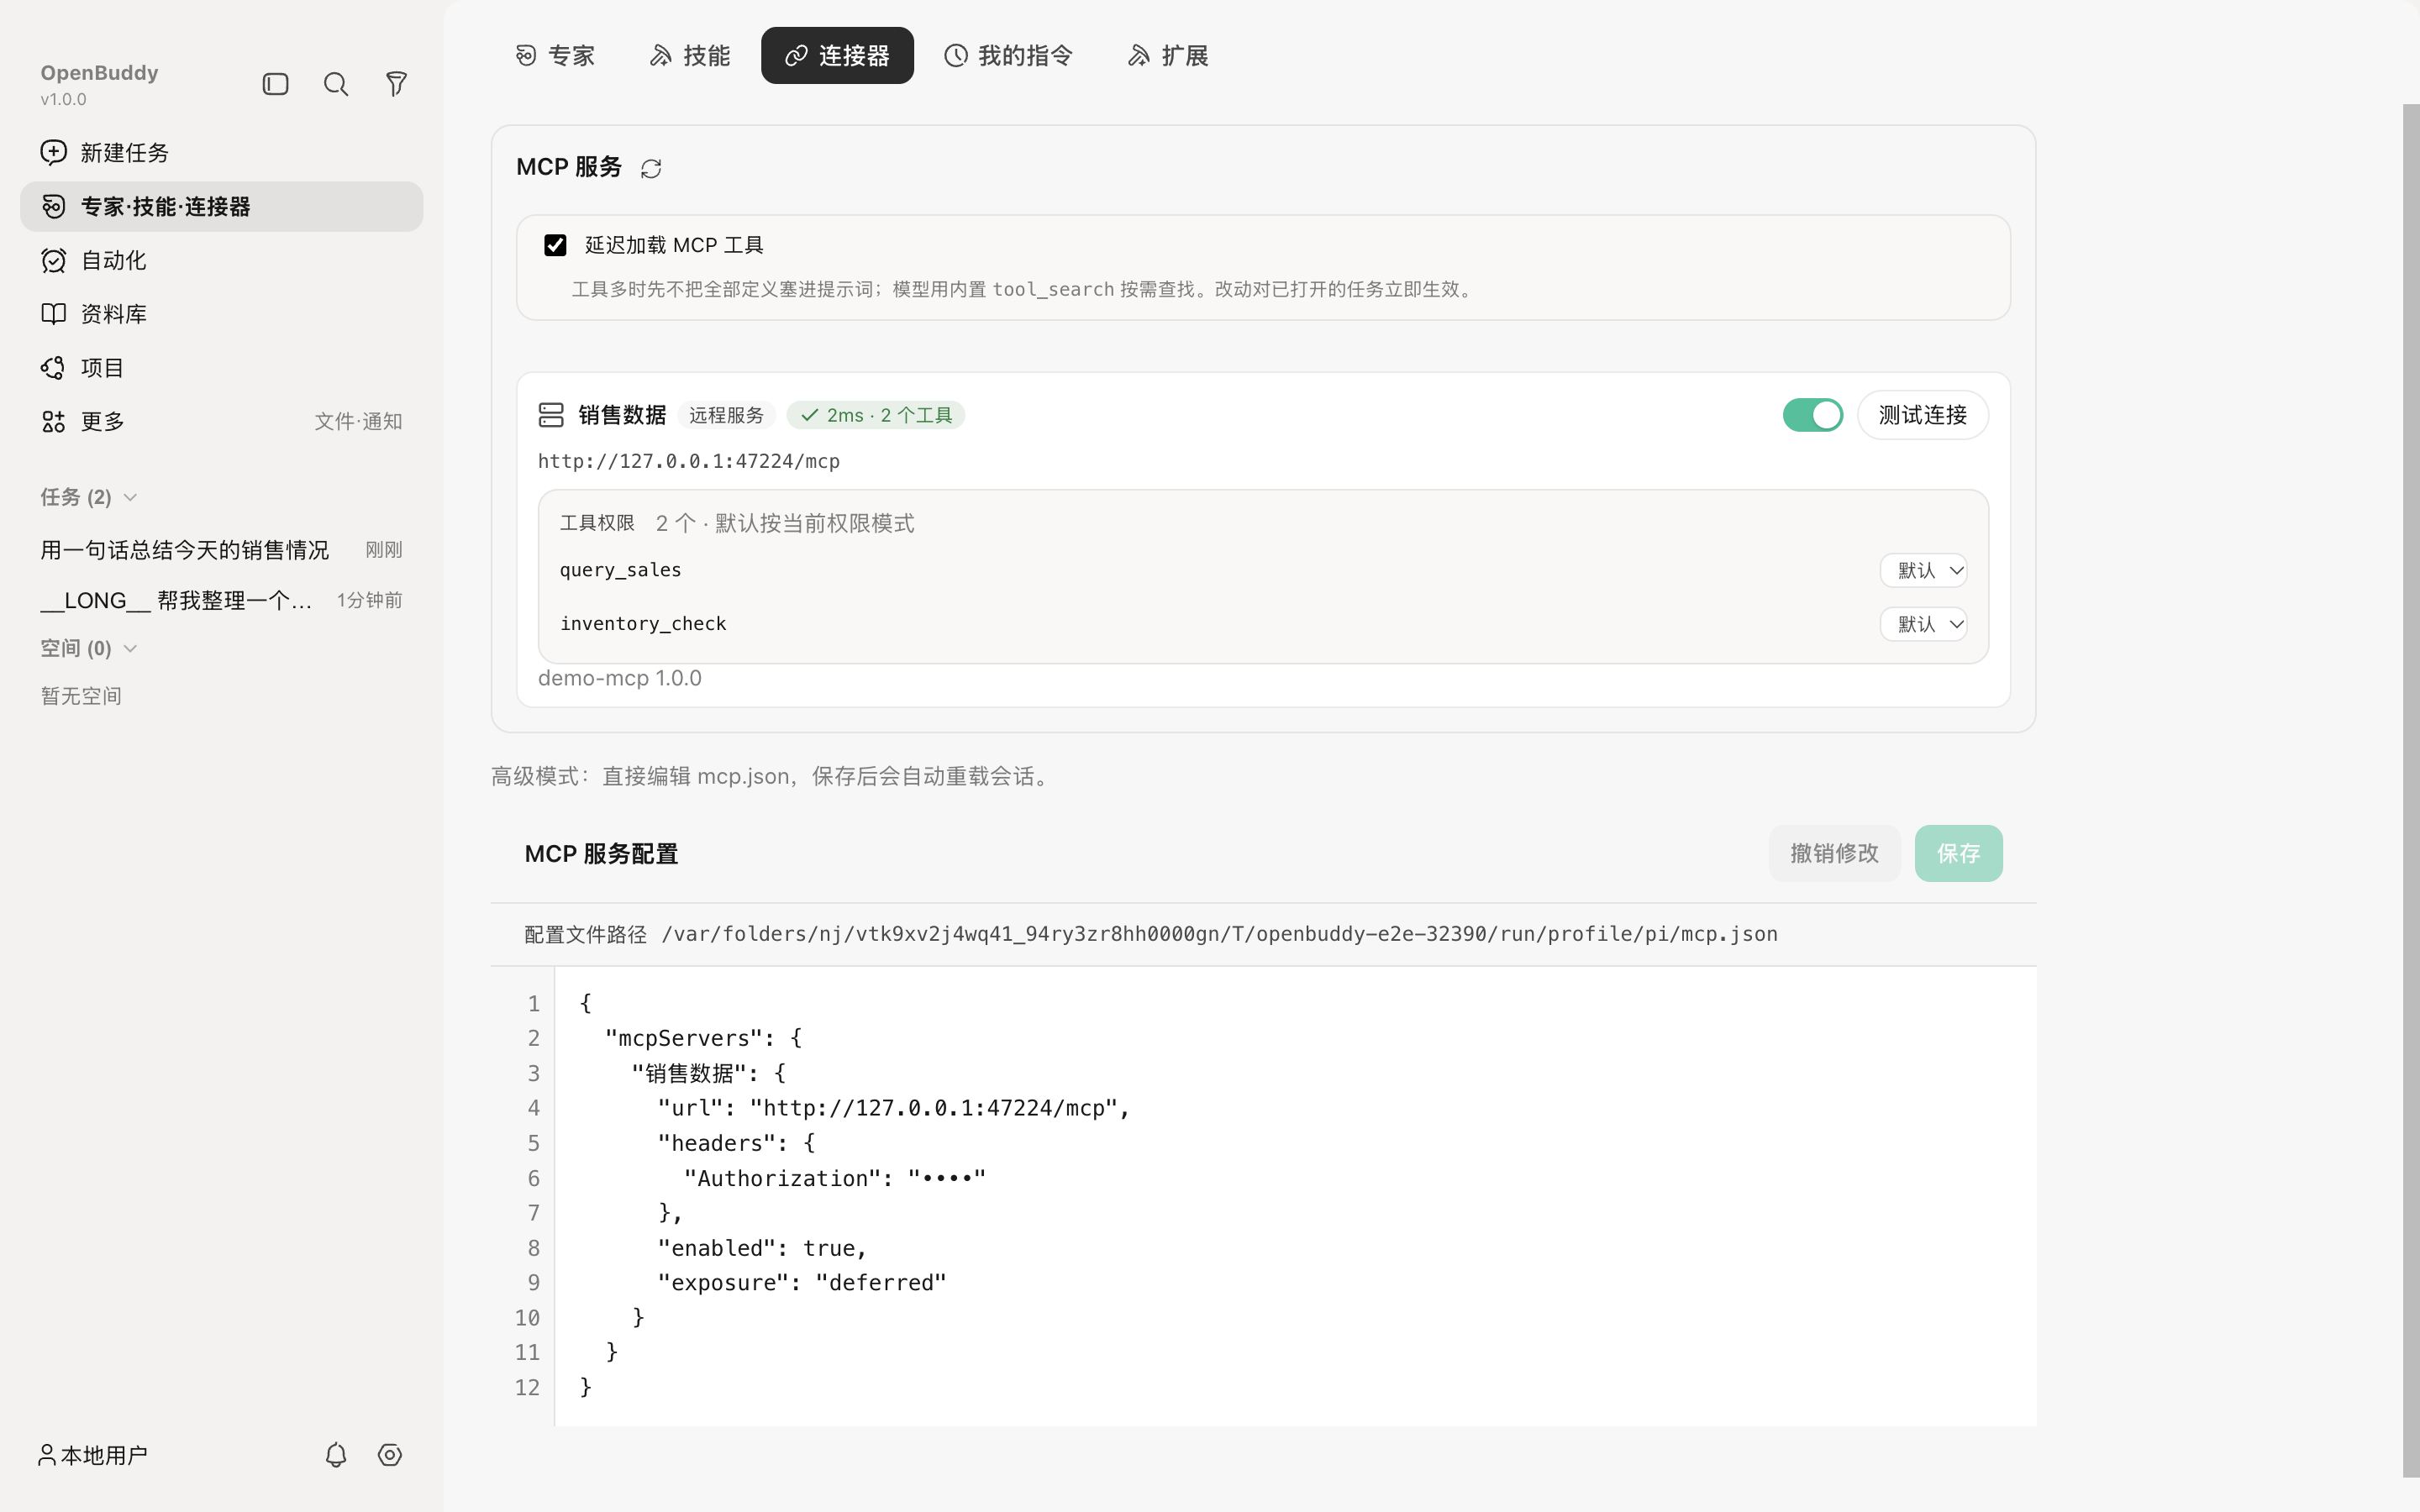 OpenBuddy
v1.0.0
新建任务
专家·技能·连接器
自动化
资料库
项目
更多 文件·通知
任务 (2)
用一句话总结今天的销售情况 刚刚
__LONG__ 帮我整理一个... 1分钟前
空间 (0)
暂无空间
本地用户
专家 技能 连接器 我的指令 扩展
MCP 服务
延迟加载 MCP 工具
工具多时先不把全部定义塞进提示词；模型用内置 tool_search 按需查找。改动对已打开的任务立即生效。
销售数据 远程服务 2ms · 2 个工具 测试连接
http://127.0.0.1:47224/mcp
工具权限 2 个 · 默认按当前权限模式
query_sales 默认
inventory_check 默认
demo-mcp 1.0.0
高级模式：直接编辑 mcp.json，保存后会自动重载会话。
MCP 服务配置 撤销修改 保存
配置文件路径 /var/folders/nj/vtk9xv2j4wq41_94ry3zr8hh0000gn/T/openbuddy-e2e-32390/run/profile/pi/mcp.json
1 {
2 "mcpServers": {
3 "销售数据": {
4 "url": "http://127.0.0.1:47224/mcp",
5 "headers": {
6 "Authorization": "••••"
7 },
8 "enabled": true,
9 "exposure": "deferred"
10 }
11 }
12 }